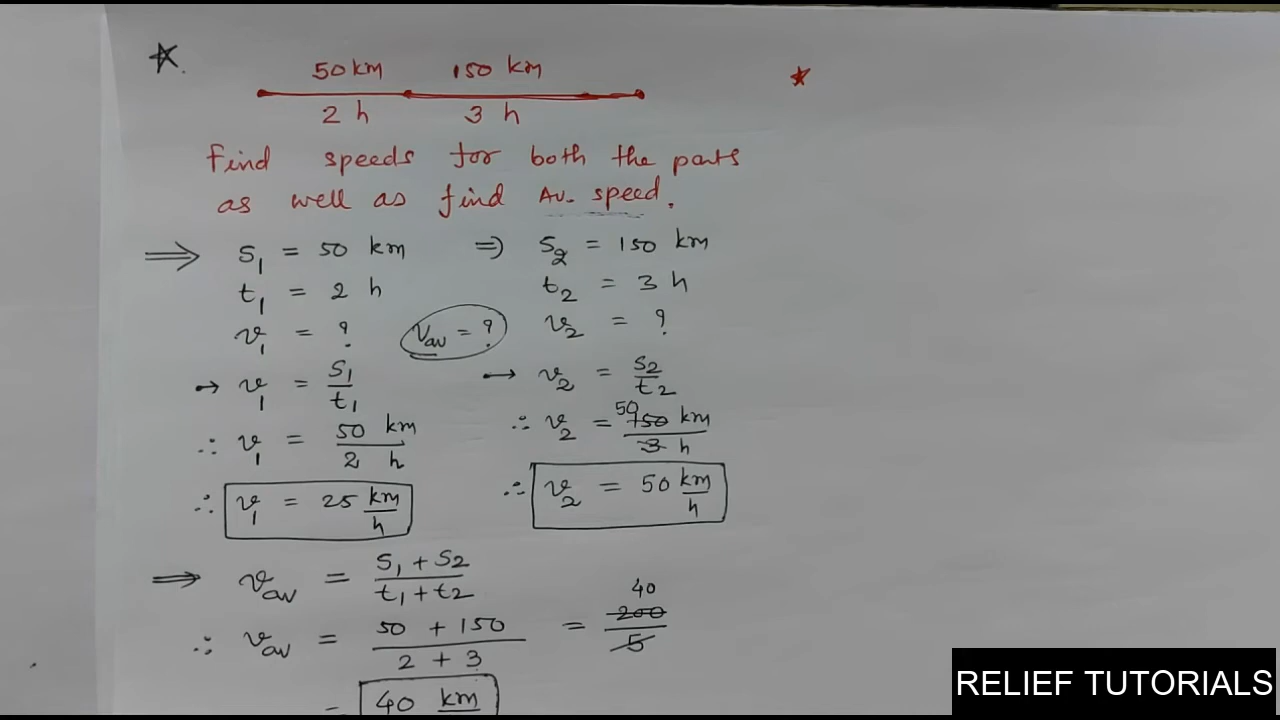 50 km 150 km
2 h 3 h
Find speeds for both the parts
as well as find Av. speed.
⇒ S₁ = 50 km ⇒ S₂ = 150 km
t₁ = 2 h t₂ = 3 h
v₁ = ? Vav = ? v₂ = ?
→ v₁ = S₁/t₁ → v₂ = S₂/t₂
∴ v₁ = 50 km/2 h ∴ v₂ = 50 150 km/3 h
∴ v₁ = 25 km/h ∴ v₂ = 50 km/h
⇒ vav = S₁ + S₂/t₁ + t₂
∴ vav = 50 + 150/2 + 3 = 40 200/5
= 40 km
RELIEF TUTORIALS